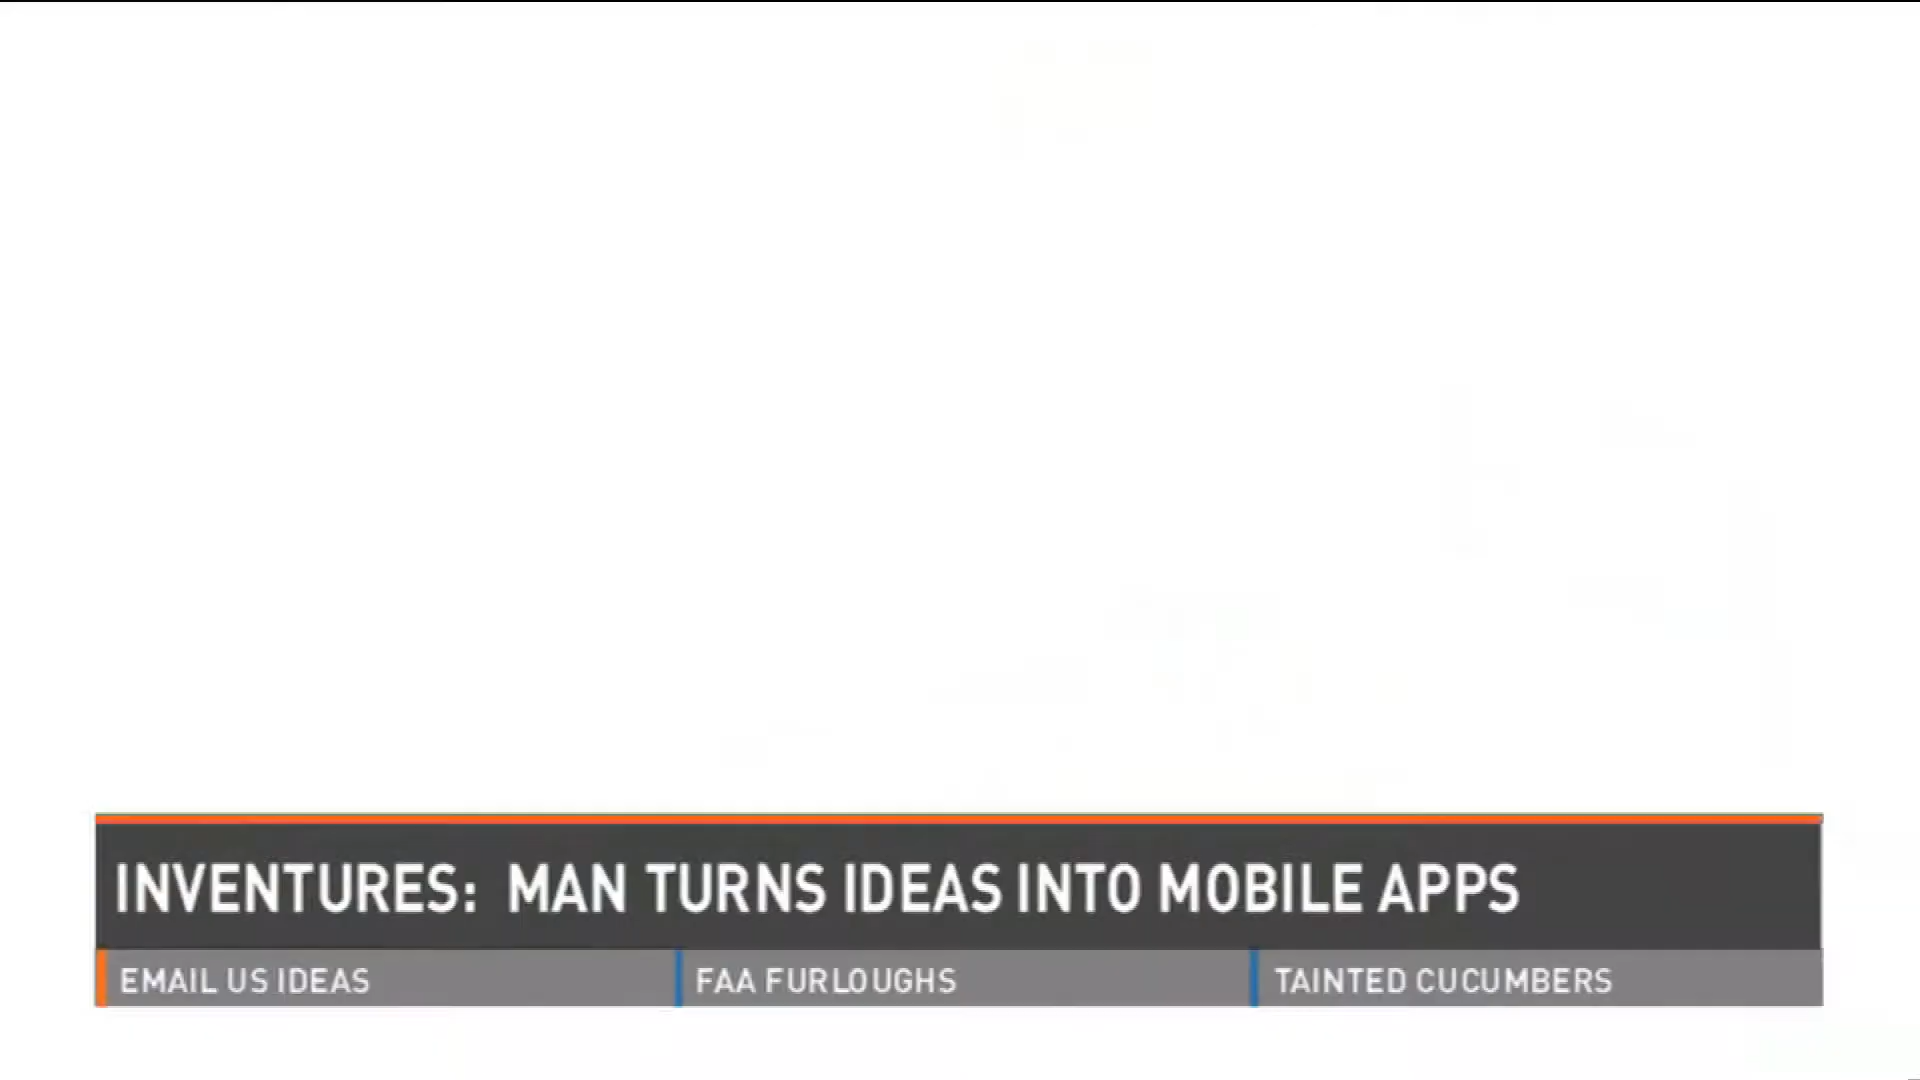 INVENTURES: MAN TURNS IDEAS INTO MOBILE APPS
EMAIL US IDEAS
FAA FURLOUGHS
TAINTED CUCUMBERS